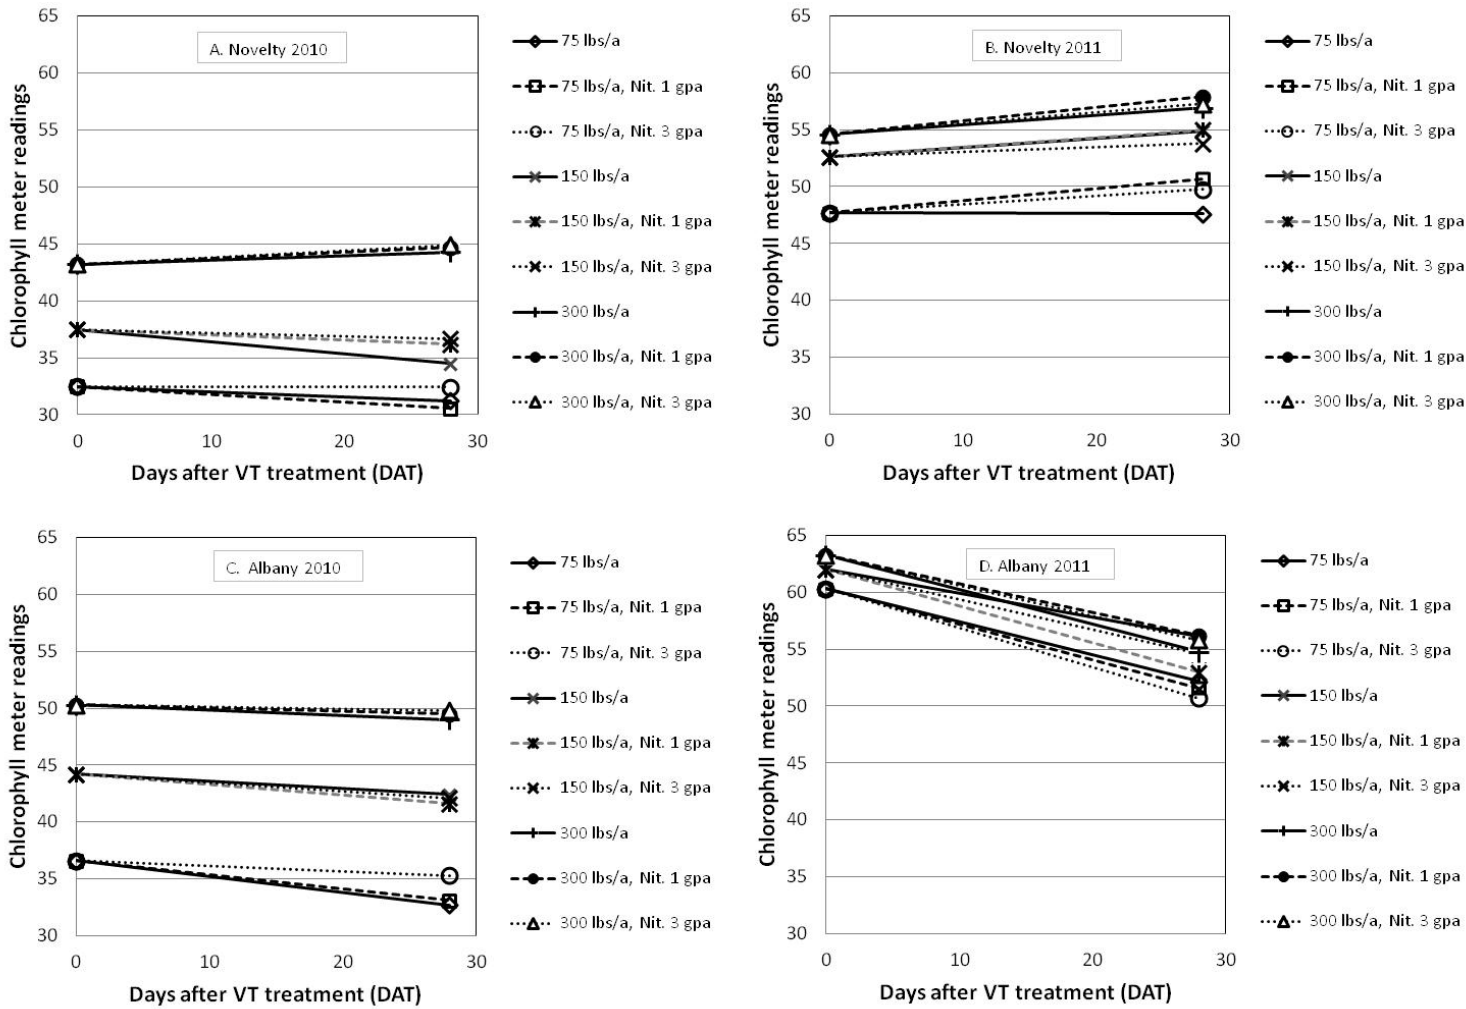 A. Novelty 2010
Chlorophyll meter readings
65
60
55
50
45
40
35
30
0 10 20 30
Days after VT treatment (DAT)
75 lbs/a
75 lbs/a, Nit. 1 gpa
75 lbs/a, Nit. 3 gpa
150 lbs/a
150 lbs/a, Nit. 1 gpa
150 lbs/a, Nit. 3 gpa
300 lbs/a
300 lbs/a, Nit. 1 gpa
300 lbs/a, Nit. 3 gpa
B. Novelty 2011
Chlorophyll meter readings
65
60
55
50
45
40
35
30
0 10 20 30
Days after VT treatment (DAT)
75 lbs/a
75 lbs/a, Nit. 1 gpa
75 lbs/a, Nit. 3 gpa
150 lbs/a
150 lbs/a, Nit. 1 gpa
150 lbs/a, Nit. 3 gpa
300 lbs/a
300 lbs/a, Nit. 1 gpa
300 lbs/a, Nit. 3 gpa
C. Albany 2010
Chlorophyll meter readings
65
60
55
50
45
40
35
30
0 10 20 30
Days after VT treatment (DAT)
75 lbs/a
75 lbs/a, Nit. 1 gpa
75 lbs/a, Nit. 3 gpa
150 lbs/a
150 lbs/a, Nit. 1 gpa
150 lbs/a, Nit. 3 gpa
300 lbs/a
300 lbs/a, Nit. 1 gpa
300 lbs/a, Nit. 3 gpa
D. Albany 2011
Chlorophyll meter readings
65
60
55
50
45
40
35
30
0 10 20 30
Days after VT treatment (DAT)
75 lbs/a
75 lbs/a, Nit. 1 gpa
75 lbs/a, Nit. 3 gpa
150 lbs/a
150 lbs/a, Nit. 1 gpa
150 lbs/a, Nit. 3 gpa
300 lbs/a
300 lbs/a, Nit. 1 gpa
300 lbs/a, Nit. 3 gpa